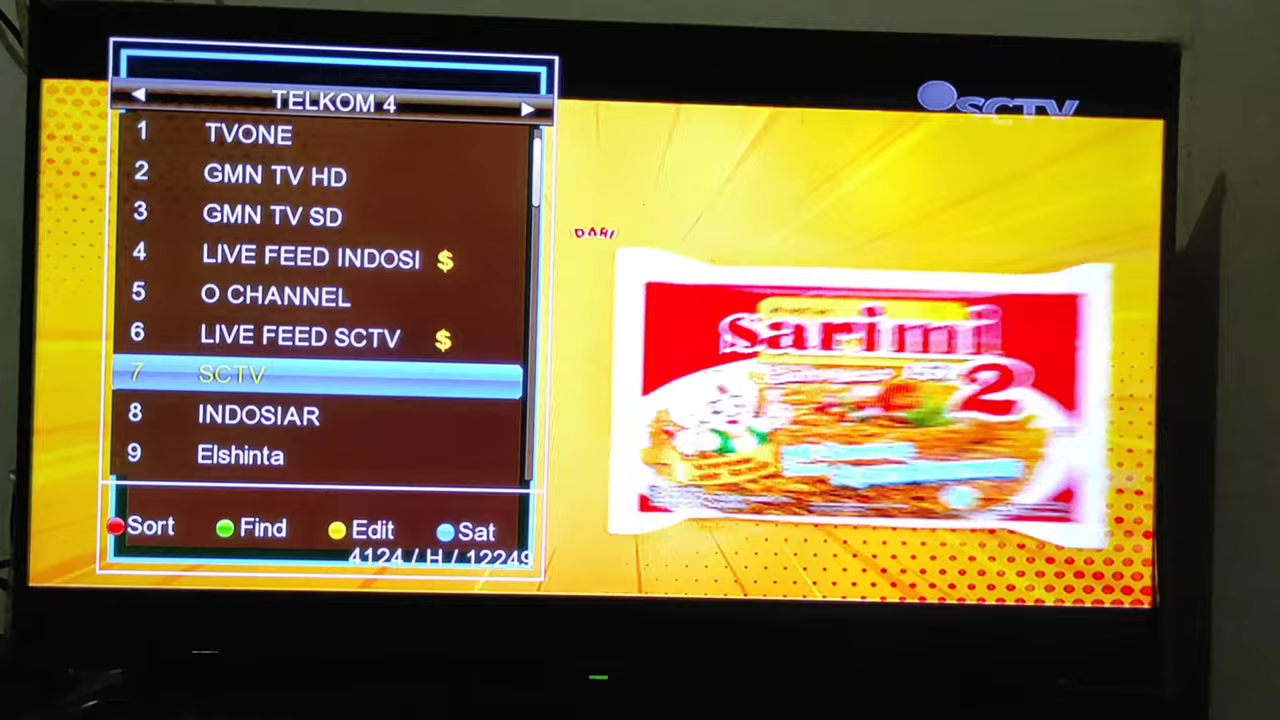 TELKOM 4
1 TVONE
2 GMN TV HD
3 GMN TV SD
4 LIVE FEED INDOSI $
5 O CHANNEL
6 LIVE FEED SCTV $
7 SCTV
8 INDOSIAR
9 Elshinta
Sort Find Edit Sat
4124 / H / 12249
SCTV
DARI
sarimi
2